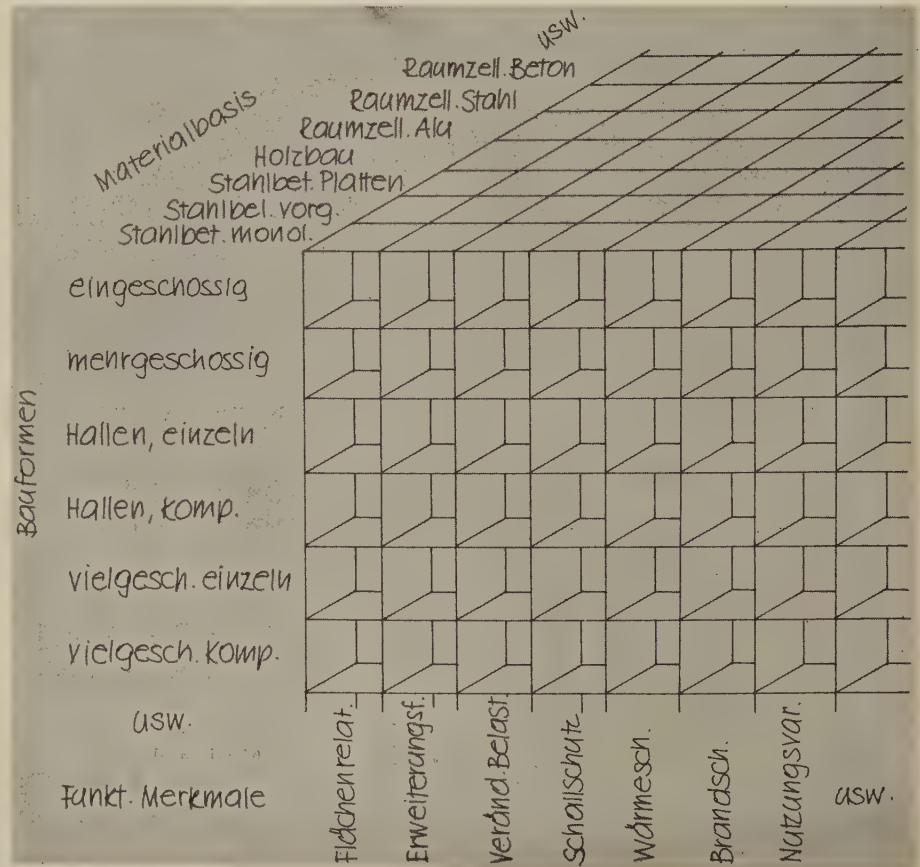 usw.
Raumzell. Beton
Raumzell. Stahl
Raumzell. Alu
Holzbau
Stahlbet. Platten
Stahlbet. vorg.
Stahlbet. monol.
Materialbasis
eingeschossig
mehrgeschossig
Hallen, einzeln
Hallen, komp.
vielgesch. einzeln
vielgesch. komp.
usw.
Bauformen
Funkt. Merkmale
Flächenrelat.
Erweiterungsf.
Veränd. Belast.
Schallschutz
Wärmesch.
Brandsch.
Nutzungsvar.
usw.